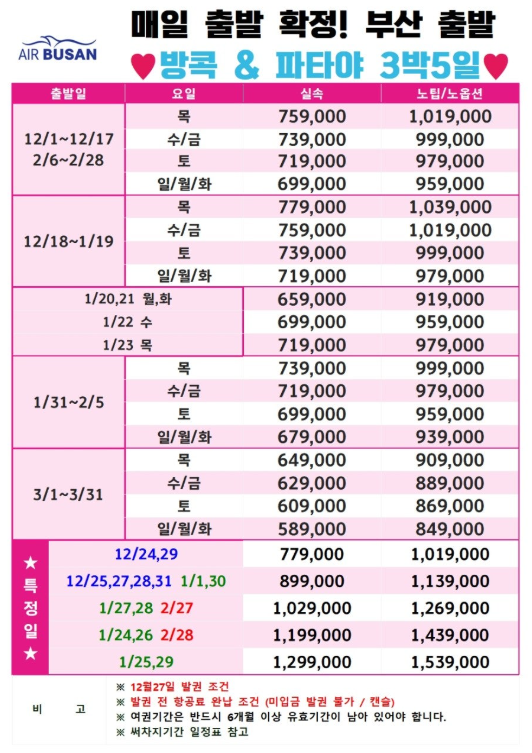 매일 출발 확정! 부산 출발
AIR BUSAN
♥방콕 & 파타야 3박5일♥
출발일 요일 실속 노팁/노옵션
12/1~12/17
2/6~2/28
목 759,000 1,019,000
수/금 739,000 999,000
토 719,000 979,000
일/월/화 699,000 959,000
12/18~1/19
목 779,000 1,039,000
수/금 759,000 1,019,000
토 739,000 999,000
일/월/화 719,000 979,000
1/20,21 월,화 659,000 919,000
1/22 수 699,000 959,000
1/23 목 719,000 979,000
1/31~2/5
목 739,000 999,000
수/금 719,000 979,000
토 699,000 959,000
일/월/화 679,000 939,000
3/1~3/31
목 649,000 909,000
수/금 629,000 889,000
토 609,000 869,000
일/월/화 589,000 849,000
★특정일★
12/24,29 779,000 1,019,000
12/25,27,28,31 1/1,30 899,000 1,139,000
1/27,28 2/27 1,029,000 1,269,000
1/24,26 2/28 1,199,000 1,439,000
1/25,29 1,299,000 1,539,000
비 고
※ 12월27일 발권 조건
※ 발권 전 항공료 완납 조건 (미입금 발권 불가 / 캔슬)
※ 여권기간은 반드시 6개월 이상 유효기간이 남아 있어야 합니다.
※ 써차지기간 일정표 참고